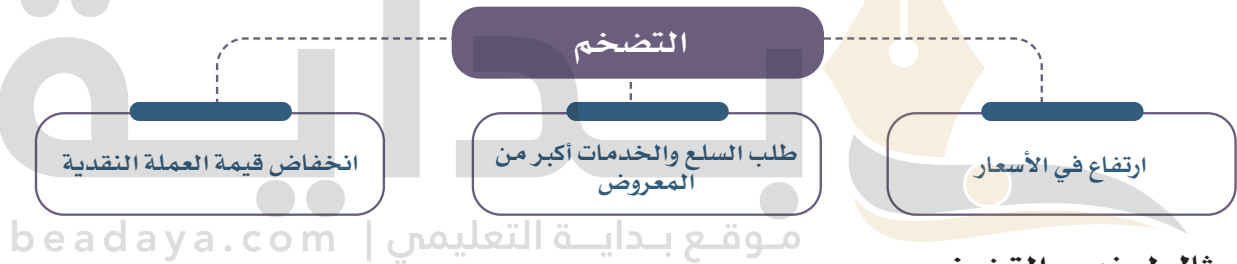 التضخم
ارتفاع في الأسعار
طلب السلع والخدمات أكبر من
المعروض
انخفاض قيمة العملة النقدية
بداية
موقع بداية التعليمي | beadaya.com